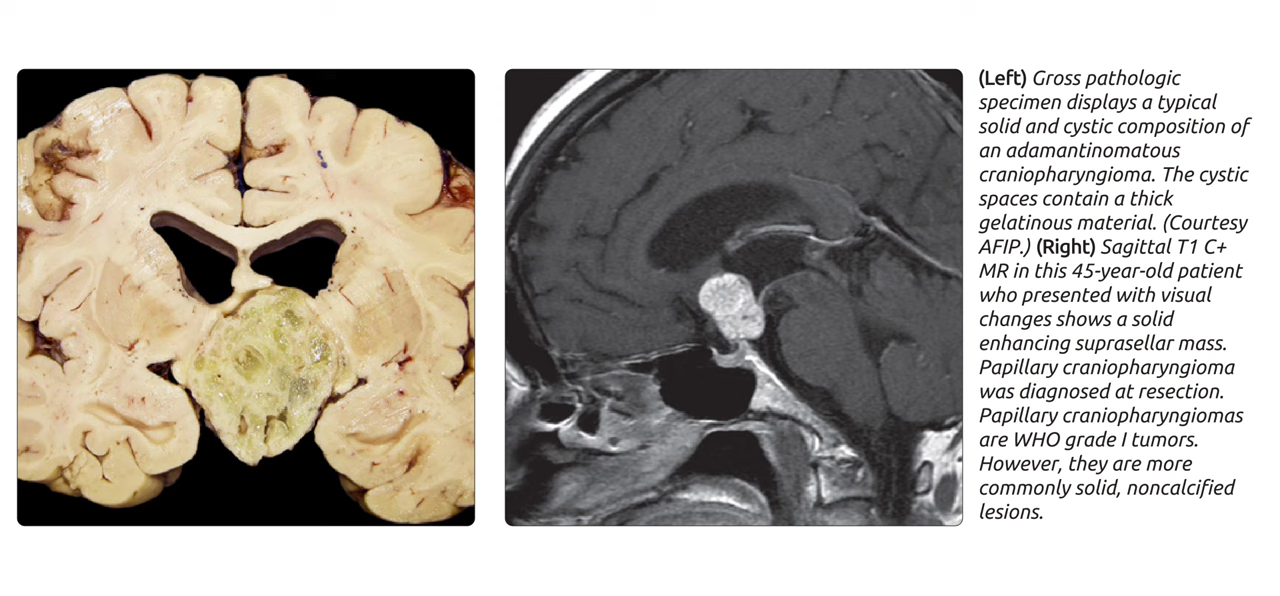 (Left) Gross pathologic
specimen displays a typical
solid and cystic composition of
an adamantinomatous
craniopharyngioma. The cystic
spaces contain a thick
gelatinous material. (Courtesy
AFIP.) (Right) Sagittal T1 C+
MR in this 45-year-old patient
who presented with visual
changes shows a solid
enhancing suprasellar mass.
Papillary craniopharyngioma
was diagnosed at resection.
Papillary craniopharyngiomas
are WHO grade I tumors.
However, they are more
commonly solid, noncalcified
lesions.